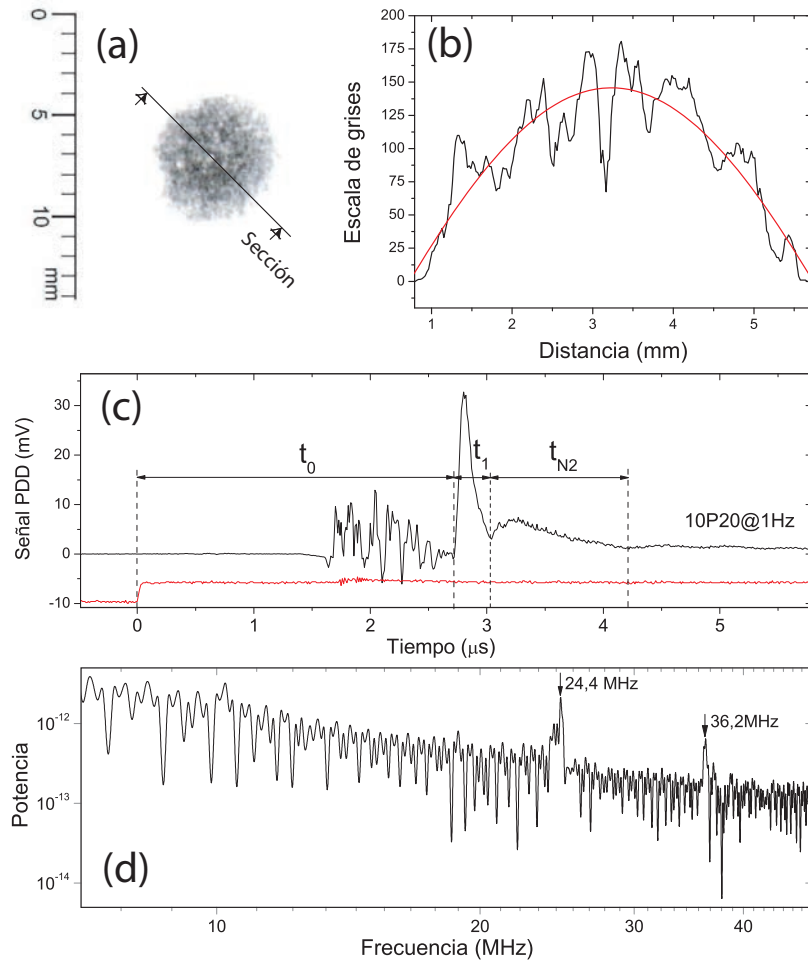 (a)
0
5
10
mm
Sección
(b)
Escala de grises
200
175
150
125
100
75
50
25
0
1 2 3 4 5
Distancia (mm)
(c)
Señal PDD (mV)
30
20
10
0
-10
t0
t1
tN2
10P20@1Hz
0 1 2 3 4 5
Tiempo (μs)
(d)
Potencia
10-12
10-13
10-14
24,4 MHz
36,2MHz
10 20 30 40
Frecuencia (MHz)